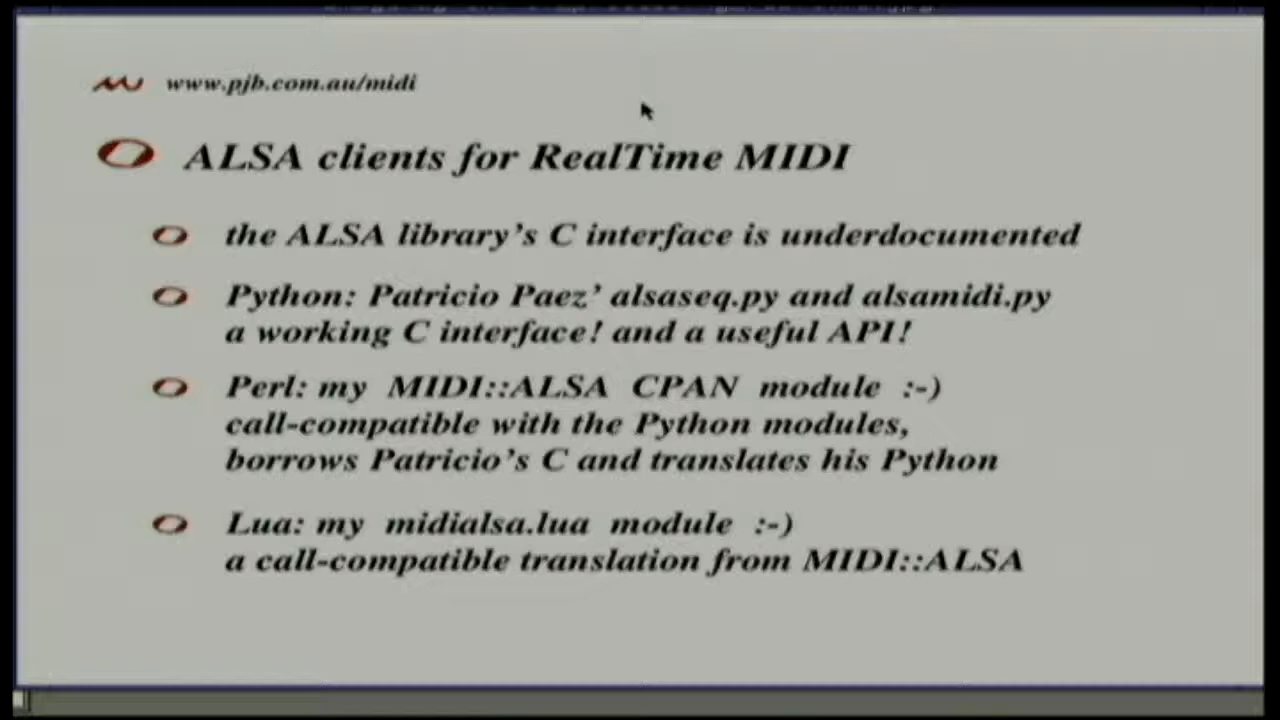 www.pjb.com.au/midi
ALSA clients for RealTime MIDI
the ALSA library's C interface is underdocumented
Python: Patricio Paez' alsaseq.py and alsamidi.py
a working C interface! and a useful API!
Perl: my MIDI::ALSA CPAN module :-)
call-compatible with the Python modules,
borrows Patricio's C and translates his Python
Lua: my midialsa.lua module :-)
a call-compatible translation from MIDI::ALSA